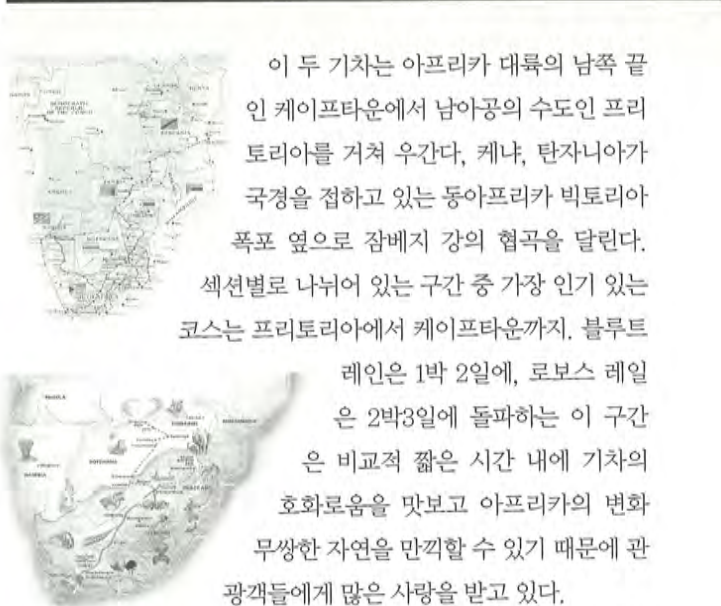 이 두 기차는 아프리카 대륙의 남쪽 끝
인 케이프타운에서 남아공의 수도인 프리
토리아를 거쳐 우간다, 케냐, 탄자니아가
국경을 접하고 있는 동아프리카 빅토리아
폭포 옆으로 잠베지 강의 협곡을 달린다.
섹션별로 나뉘어 있는 구간 중 가장 인기 있는
코스는 프리토리아에서 케이프타운까지. 블루트
레인은 1박 2일에, 로보스 레일
은 2박3일에 돌파하는 이 구간
은 비교적 짧은 시간 내에 기차의
호화로움을 맛보고 아프리카의 변화
무쌍한 자연을 만끽할 수 있기 때문에 관
광객들에게 많은 사랑을 받고 있다.